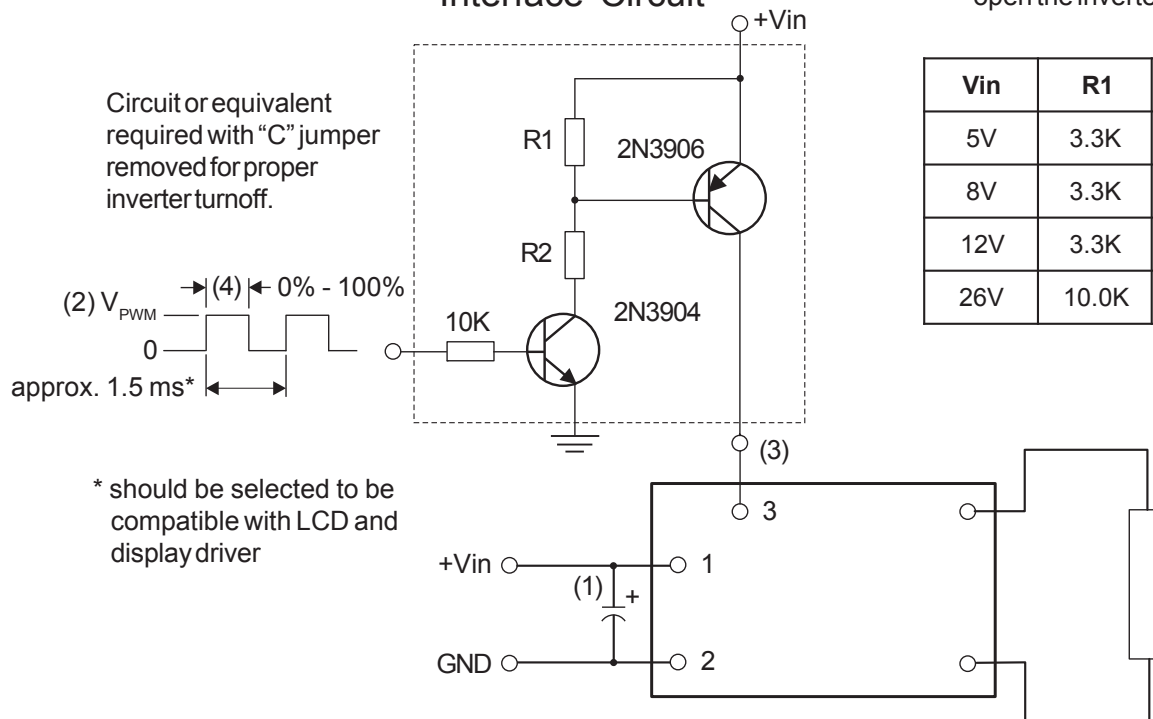 Interface Circuit
open the inverte
+Vin
Circuit or equivalent
required with “C” jumper
removed for proper
inverter turnoff.
R1
2N3906
R2
2N3904
(2) VPWM
(4)
0% - 100%
0
10K
approx. 1.5 ms*
(3)
* should be selected to be
compatible with LCD and
display driver
3
+Vin
(1)
+
1
GND
2
Vin R1
5V 3.3K
8V 3.3K
12V 3.3K
26V 10.0K